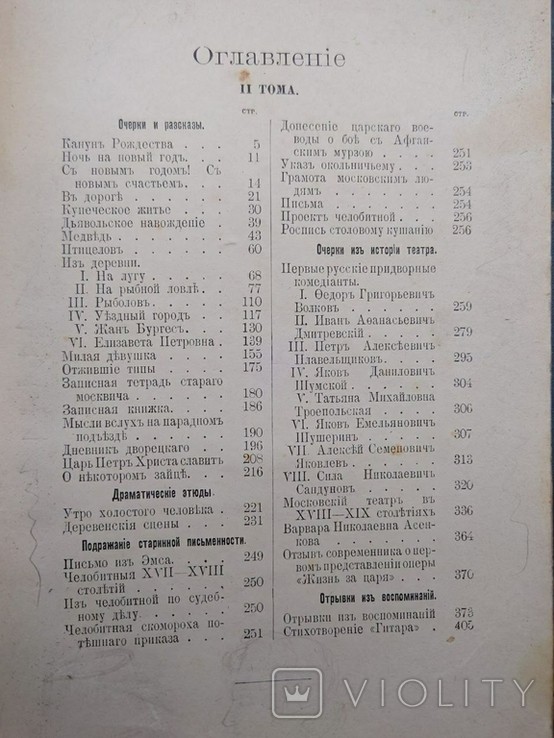 Оглавленіе
II ТОМА.
СТР.
Очерки и разсказы.
Канунъ Рождества . . . 5
Ночь на новый годъ. . . . 11
Съ новымъ годомъ! Съ
новымъ счастьемъ. . . . 14
Въ дорогѣ . . . . . 21
Купеческое житье . . . . 30
Дьявольское навожденіе . . 39
Медвѣдь . . . . . . 43
Птицеловъ . . . . . 60
Изъ деревни.
I. На лугу . . . . 68
II. На рыбной ловлѣ. . 77
III. Рыболовъ. . . . . 110
IV. Уѣздный городъ . . 117
V. Жанъ Бургесъ. . . 130
VI. Елизавета Петровна . 139
Милая дѣвушка . . . . 155
Отжившіе типы . . . . 175
Записная тетрадь стараго
москвича . . . . . 180
Записная книжка. . . . . 186
Мысли вслухъ на парадномъ
подъѣздѣ . . . . . 190
Дневникъ дворецкаго . . . 196
Царь Петръ Христа славитъ 208
О нѣкоторомъ зайцѣ. . . . 216
Драматическіе этюды.
Утро холостого человѣка . . 221
Деревенскія сцены . . . . 231
Подражаніе старинной письменности.
Письмо изъ Эмса. . . . . 249
Челобитныя XVII—XVIII
столѣтій . . . . . 250
Изъ челобитной по судеб-
ному дѣлу. . . . . . 250
Челобитная скомороха по-
тѣшнаго приказа . . . . 251
СТР.
Донесеніе царскаго вое-
воды о боѣ съ Афган-
скимъ мурзою . . . . 251
Указъ окольничьему . . . 253
Грамота московскимъ лю-
дямъ . . . . . . 254
Письма . . . . . . 254
Проектъ челобитной . . . 256
Роспись столовому кушанію 256
Очерки изъ исторіи театра.
Первые русскіе придворные
комедіанты.
I. Ѳедоръ Григорьевичъ
Волковъ . . . . . 259
II. Иванъ Аѳанасьевичъ
Дмитревскій . . . . 279
III. Петръ Алексѣевичъ
Плавельщиковъ. . . . 295
IV. Яковъ Даниловичъ
Шумской . . . . . 304
V. Татьяна Михайловна
Троепольская . . . . 306
VI. Яковъ Емельяновичъ
Шушеринъ . . . . . 307
VII. Алексѣй Семеновичъ
Яковлевъ . . . . . 313
VIII. Сила Николаевичъ
Сандуновъ . . . . . 320
Московскій театръ въ
XVIII—XIX столѣтіяхъ . 336
Варвара Николаевна Асен-
кова . . . . . . 364
Отзывъ современника о пер-
вомъ представленіи оперы
«Жизнь за царя» . . . 370
Отрывки изъ воспоминаній.
Отрывки изъ воспоминаній 373
Стихотвореніе «Гитара» . . 405
VIOLITY